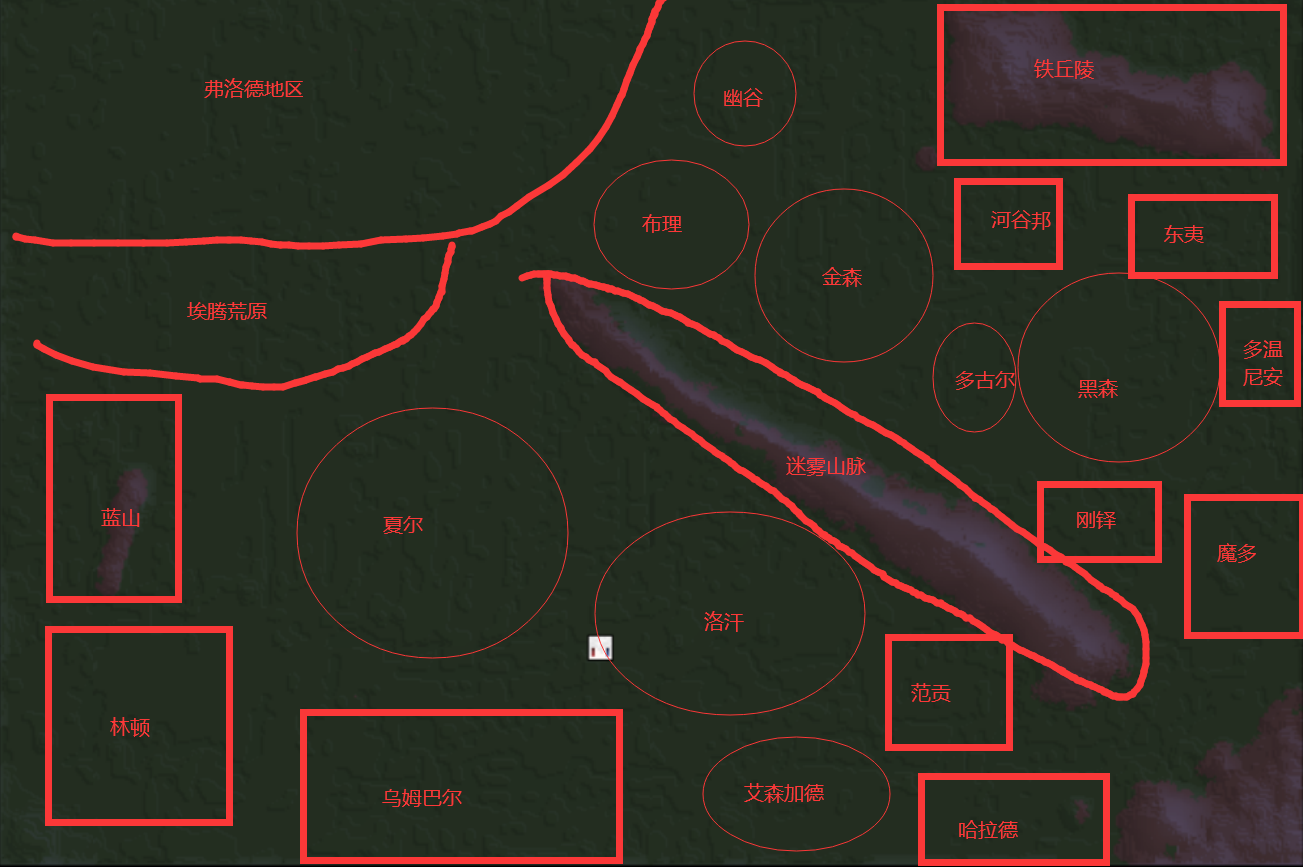 弗洛德地区
幽谷
铁丘陵
布理
河谷邦
东夷
金森
埃腾荒原
多古尔
黑森
多温
尼安
蓝山
夏尔
迷雾山脉
刚铎
魔多
洛汗
林顿
范贡
乌姆巴尔
艾森加德
哈拉德